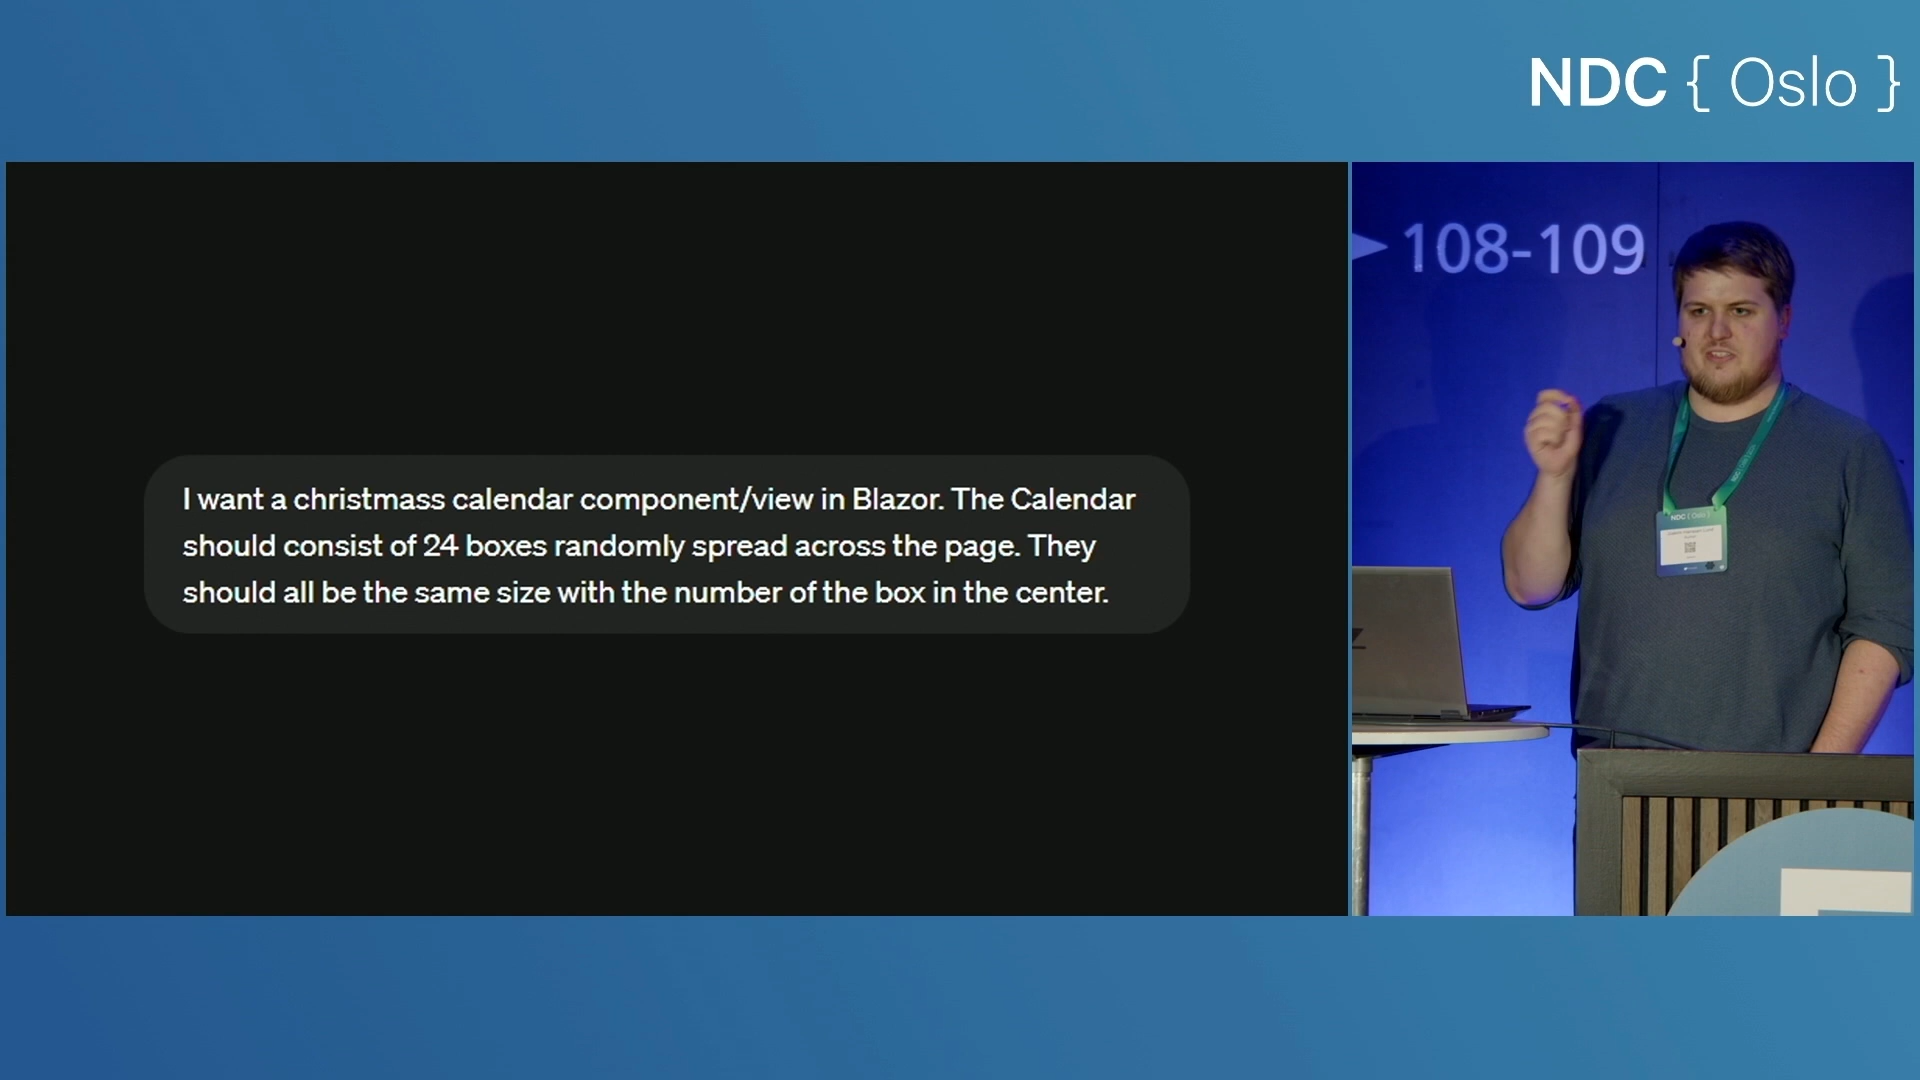 NDC { Oslo }
I want a christmass calendar component/view in Blazor. The Calendar
should consist of 24 boxes randomly spread across the page. They
should all be the same size with the number of the box in the center.
108-109
NDC { Oslo }